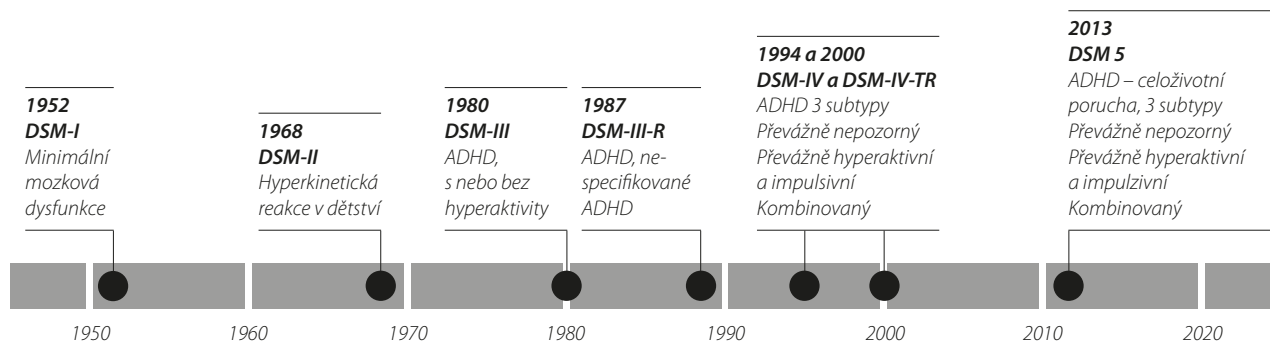 1952
DSM-I
Minimální
mozková
dysfunkce
1968
DSM-II
Hyperkinetická
reakce v dětství
1980
DSM-III
ADHD,
s nebo bez
hyperaktivity
1987
DSM-III-R
ADHD, ne-
specifikované
ADHD
1994 a 2000
DSM-IV a DSM-IV-TR
ADHD 3 subtypy
Převážně nepozorný
Převážně hyperaktivní
a impulsivní
Kombinovaný
2013
DSM 5
ADHD – celoživotní
porucha, 3 subtypy
Převážně nepozorný
Převážně hyperaktivní
a impulzivní
Kombinovaný
1950 1960 1970 1980 1990 2000 2010 2020